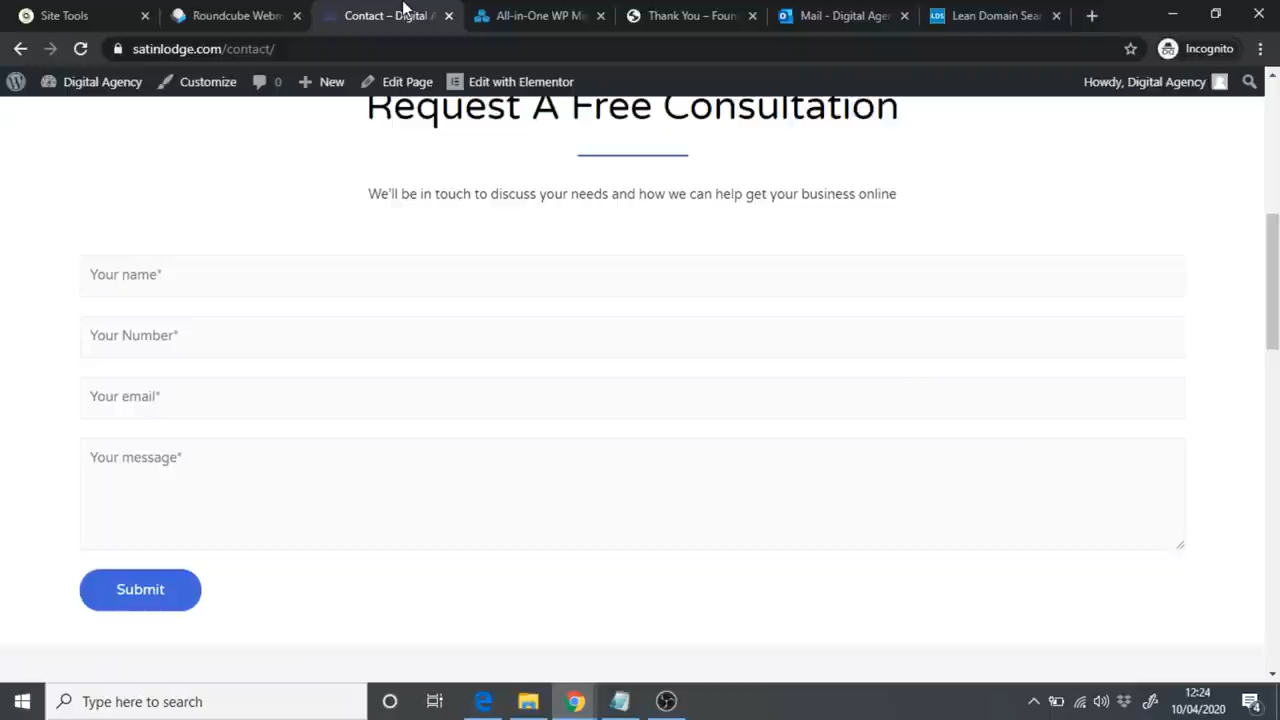 Site Tools
Roundcube Webm
Contact – Digital A
All-in-One WP Me
Thank You – Foun
Mail - Digital Agen
LDS Lean Domain Sear
satinlodge.com/contact/
Incognito
Digital Agency
Customize
0
New
Edit Page
Edit with Elementor
Howdy, Digital Agency
Request A Free Consultation
We'll be in touch to discuss your needs and how we can help get your business online
Your name*
Your Number*
Your email*
Your message*
Submit
Type here to search
12:24
10/04/2020
4